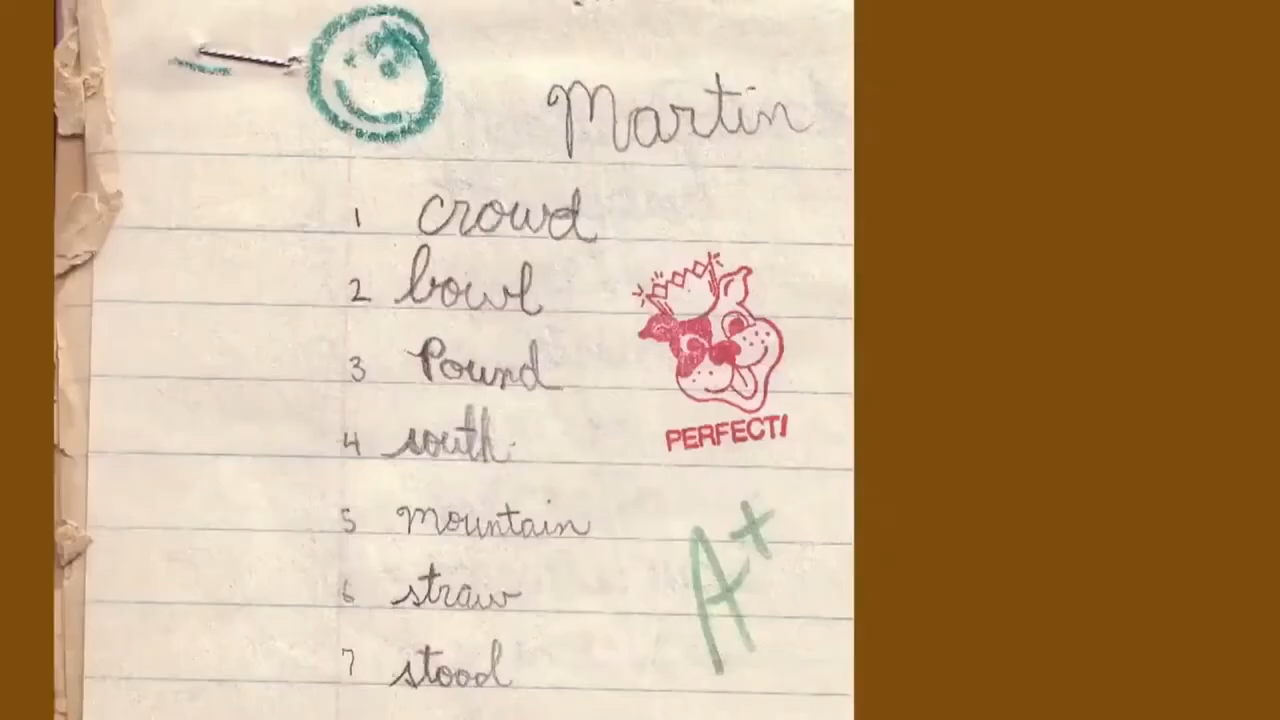 Martin
1 crowd
2 bowl
3 Pound
4 south
5 mountain
6 straw
7 stood
PERFECT!
A+